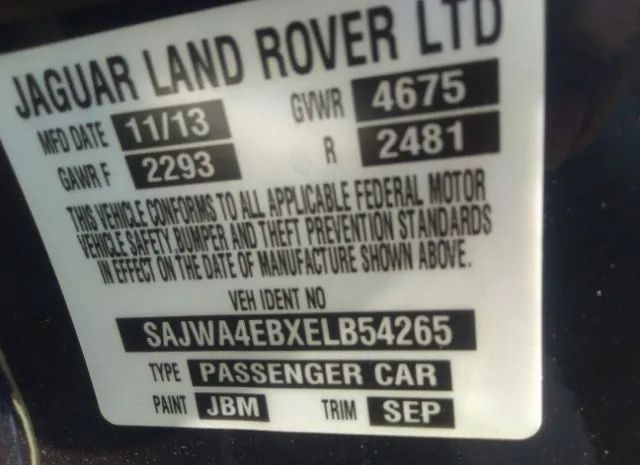 JAGUAR LAND ROVER LTD
MFD DATE 11/13 GVWR 4675
GAWR F 2293 R 2481
THIS VEHICLE CONFORMS TO ALL APPLICABLE FEDERAL MOTOR
VEHICLE SAFETY, BUMPER AND THEFT PREVENTION STANDARDS
IN EFFECT ON THE DATE OF MANUFACTURE SHOWN ABOVE.
VEH IDENT NO
SAJWA4EBXELB54265
TYPE PASSENGER CAR
PAINT JBM TRIM SEP